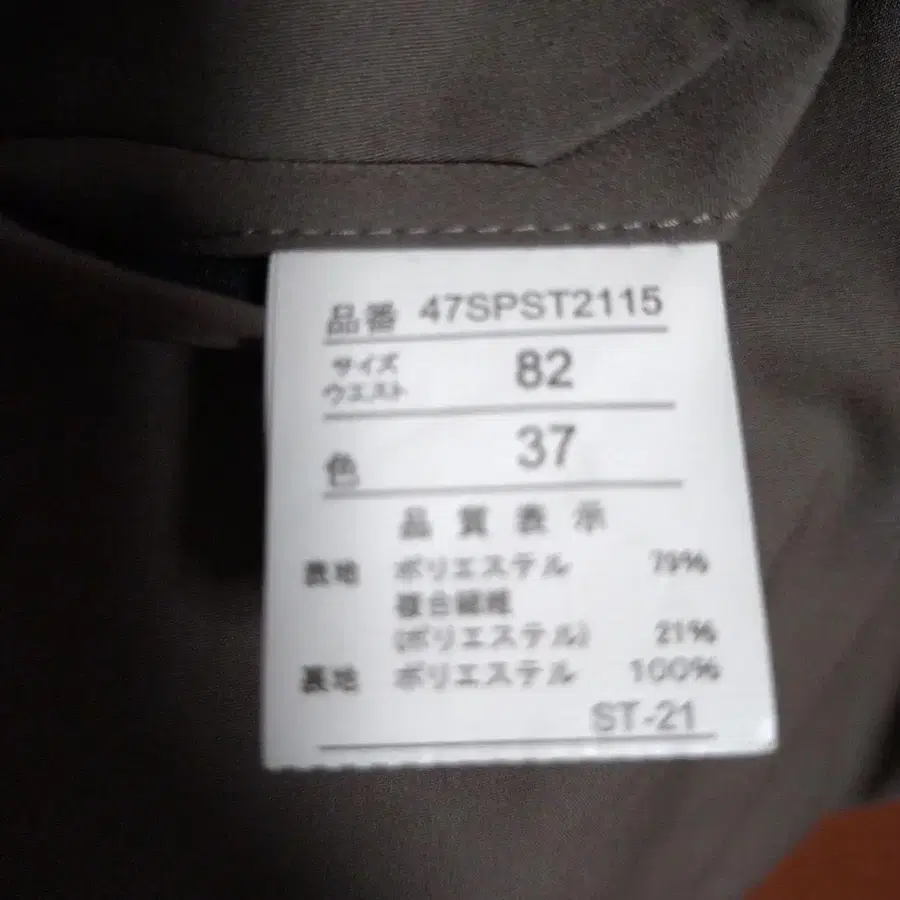 品番 47SPST2115
サイズ
ウエスト 82
色 37
品質表示
表地 ポリエステル 79%
複合繊維
(ポリエステル) 21%
裏地 ポリエステル 100%
ST-21